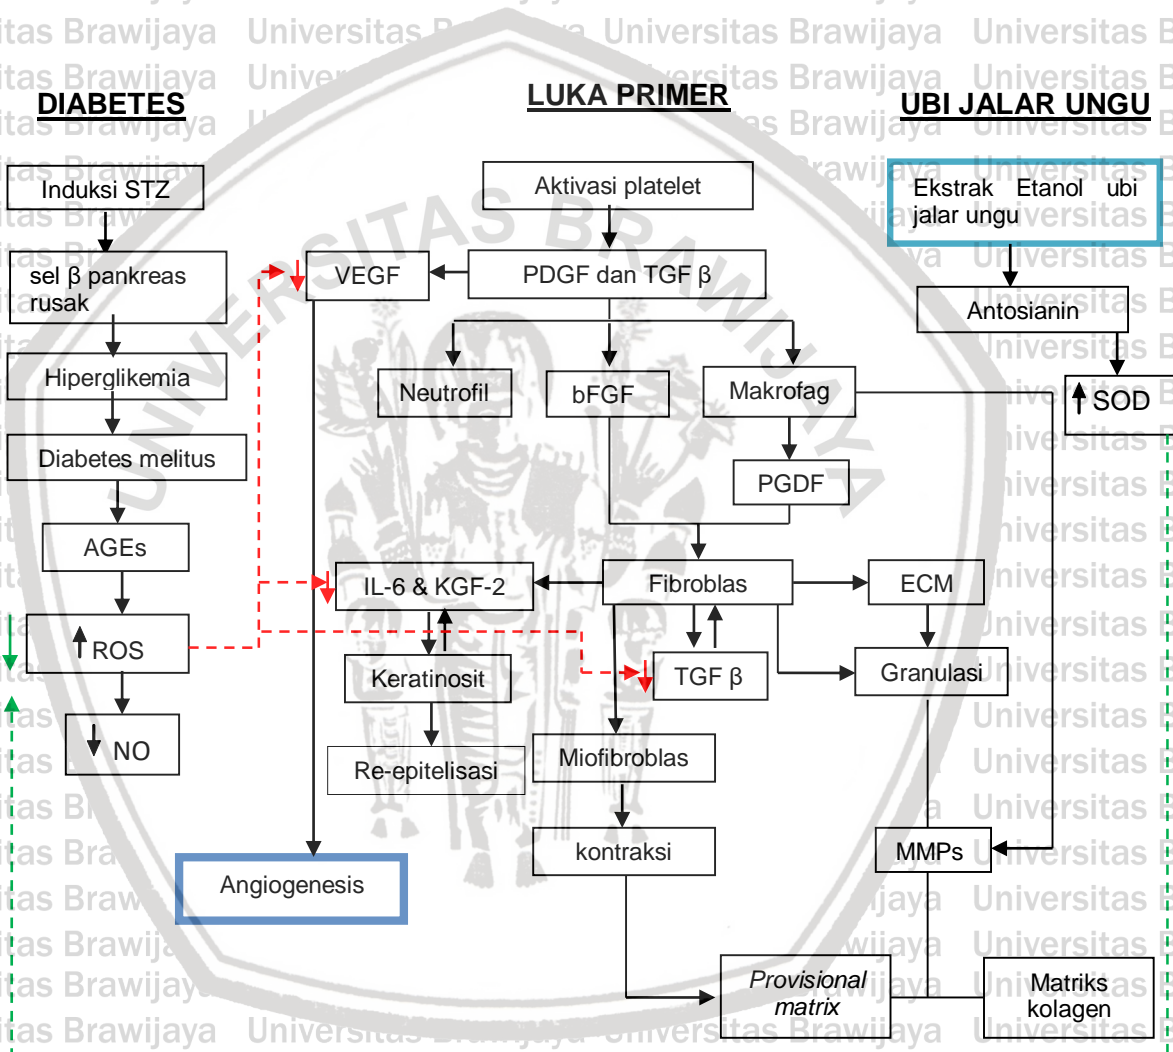 DIABETES
LUKA PRIMER
UBI JALAR UNGU
Induksi STZ
sel β pankreas
rusak
Hiperglikemia
Diabetes melitus
AGEs
ROS
NO
Aktivasi platelet
VEGF
PDGF dan TGF β
Neutrofil
bFGF
Makrofag
PGDF
IL-6 & KGF-2
Fibroblas
ECM
Keratinosit
TGF β
Granulasi
Re-epitelisasi
Miofibroblas
kontraksi
MMPs
Angiogenesis
Provisional
matrix
Matriks
kolagen
Ekstrak Etanol ubi
jalar ungu
Antosianin
SOD
UNIVERSITAS BRAWIJAYA